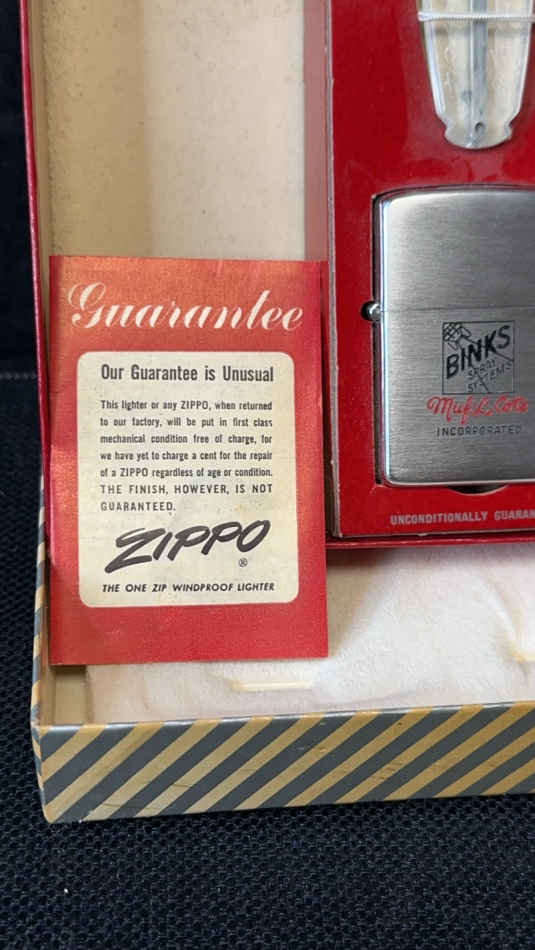 Guarantee
Our Guarantee is Unusual
This lighter or any ZIPPO, when returned
to our factory, will be put in first class
mechanical condition free of charge, for
we have yet to charge a cent for the repair
of a ZIPPO regardless of age or condition.
THE FINISH, HOWEVER, IS NOT
GUARANTEED.
ZIPPO
®
THE ONE ZIP WINDPROOF LIGHTER
BINKS
SPRAY
SYSTEMS
INCORPORATED
UNCONDITIONALLY GUARAN